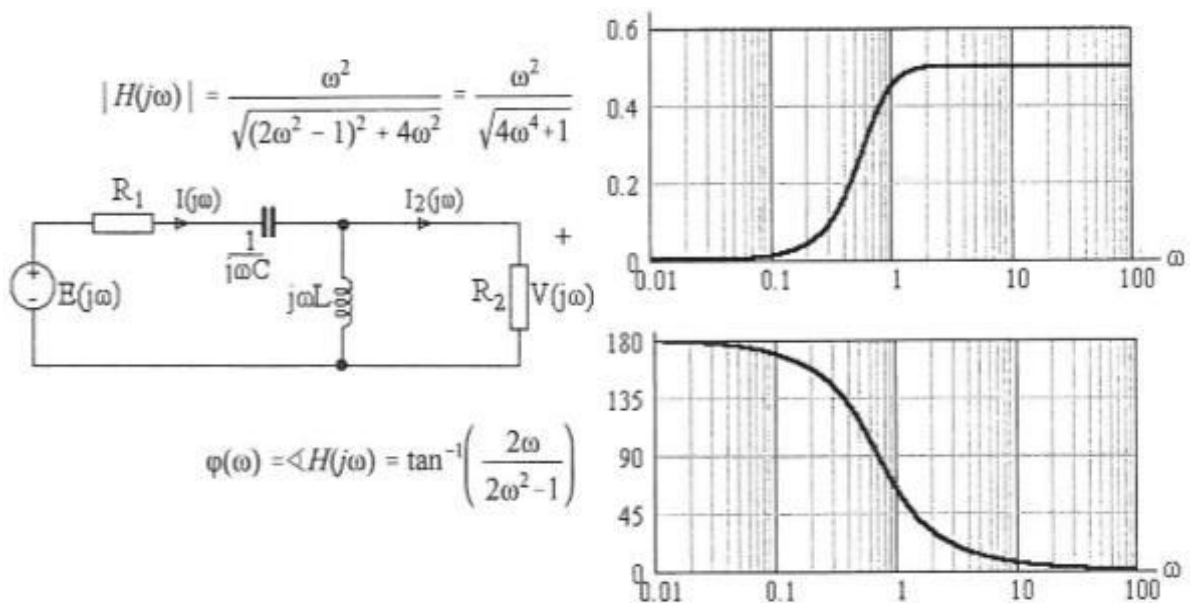 |H(jω)| = ω² / √((2ω² - 1)² + 4ω²) = ω² / √(4ω⁴+1)
R₁
I(jω)
I₂(jω)
1/jωC
+
-
E(jω)
jωL
R₂
V(jω)
+
φ(ω) = ∢H(jω) = tan⁻¹(2ω / 2ω² - 1)
0.6
0.4
0.2
0
0.01 0.1 1 10 100
ω
180
135
90
45
0
0.01 0.1 1 10 100
ω